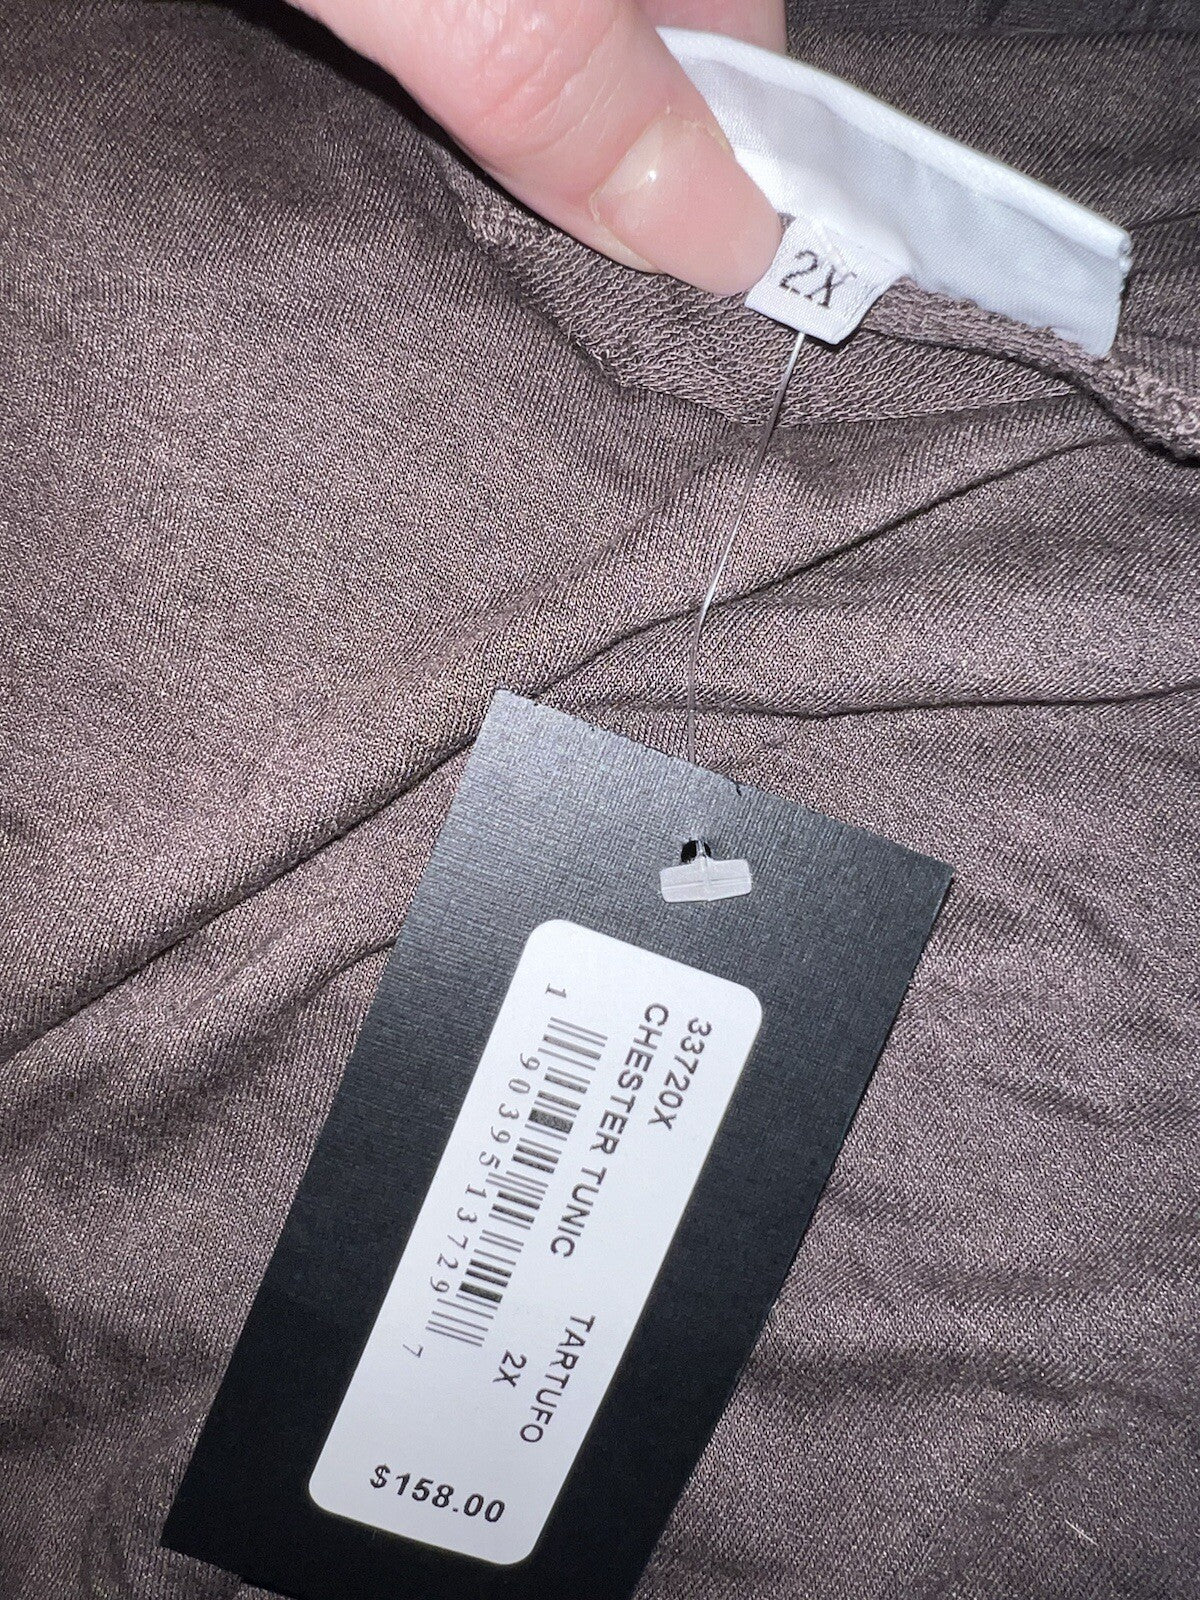 2X
33720X
CHESTER TUNIC TARTUFO
2X
1 90395 13729 7
$158.00